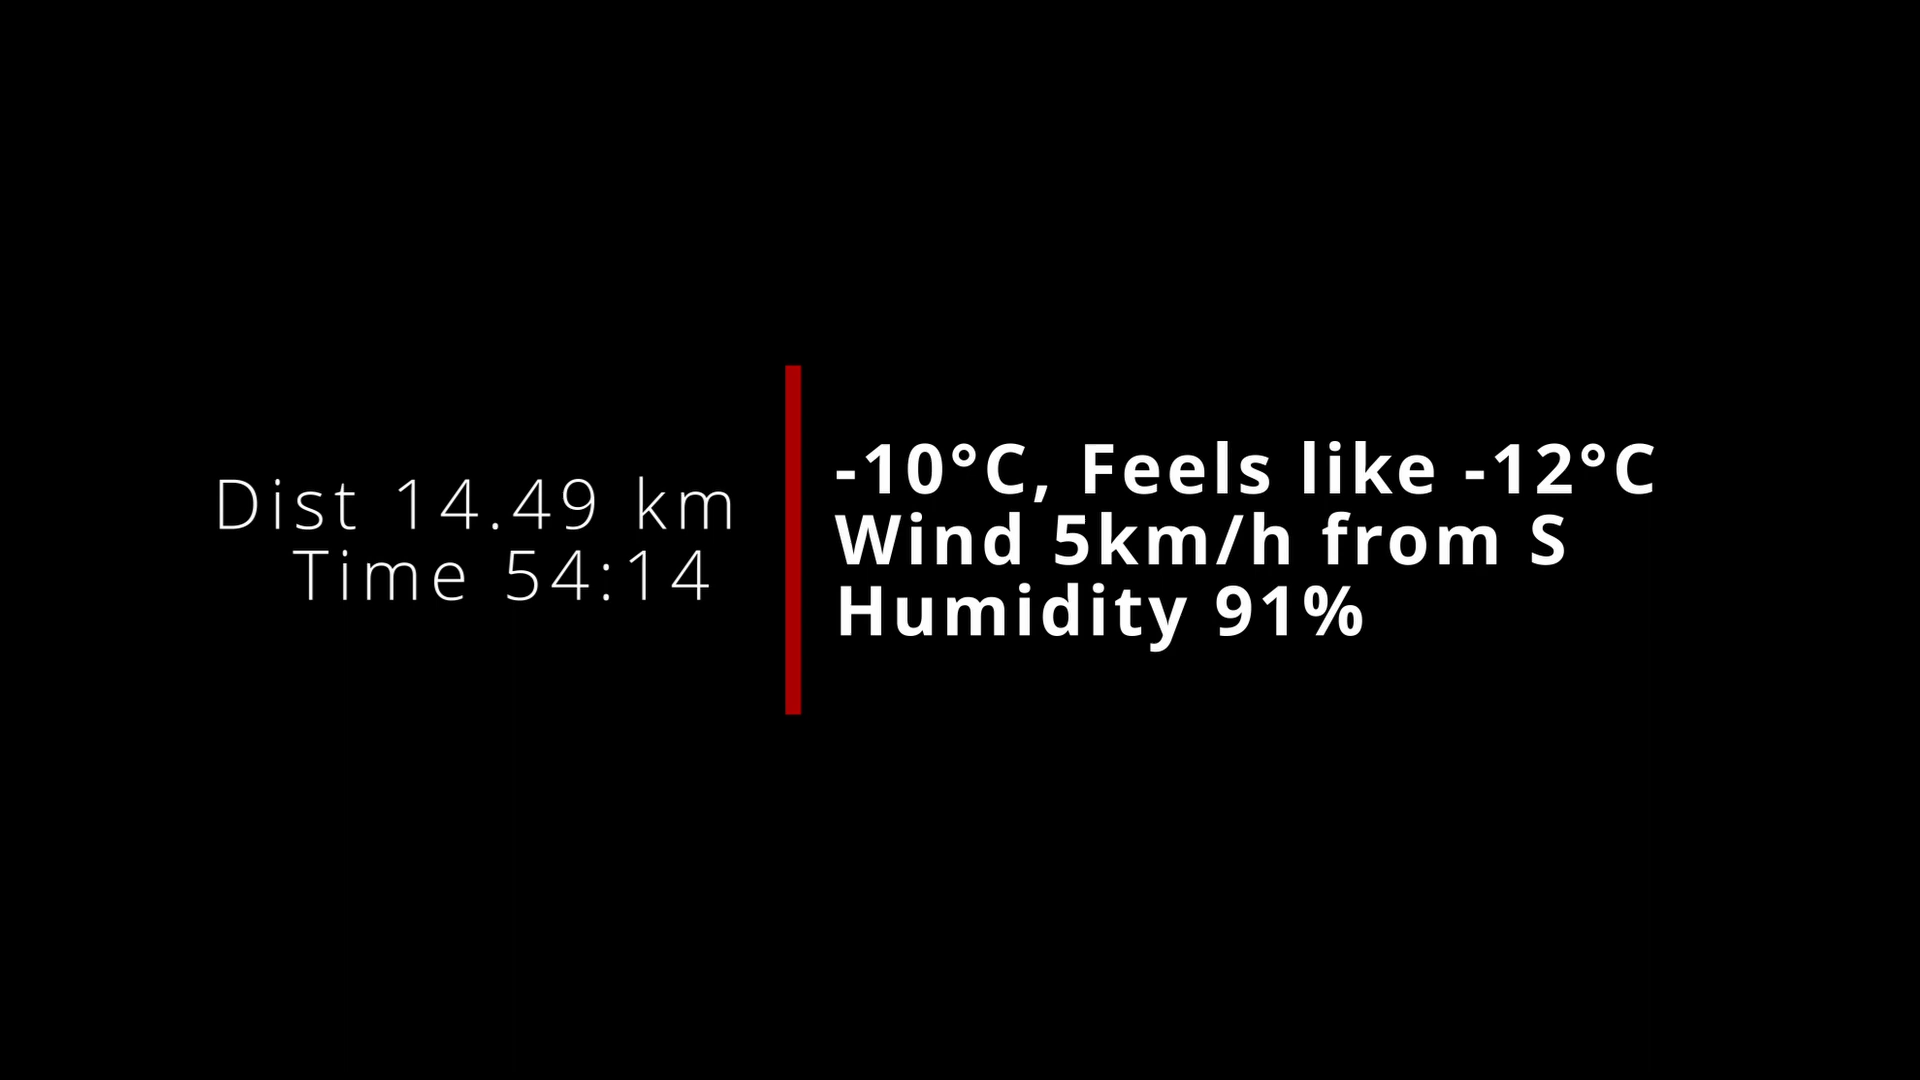 Dist 14.49 km
Time 54:14
-10°C, Feels like -12°C
Wind 5km/h from S
Humidity 91%